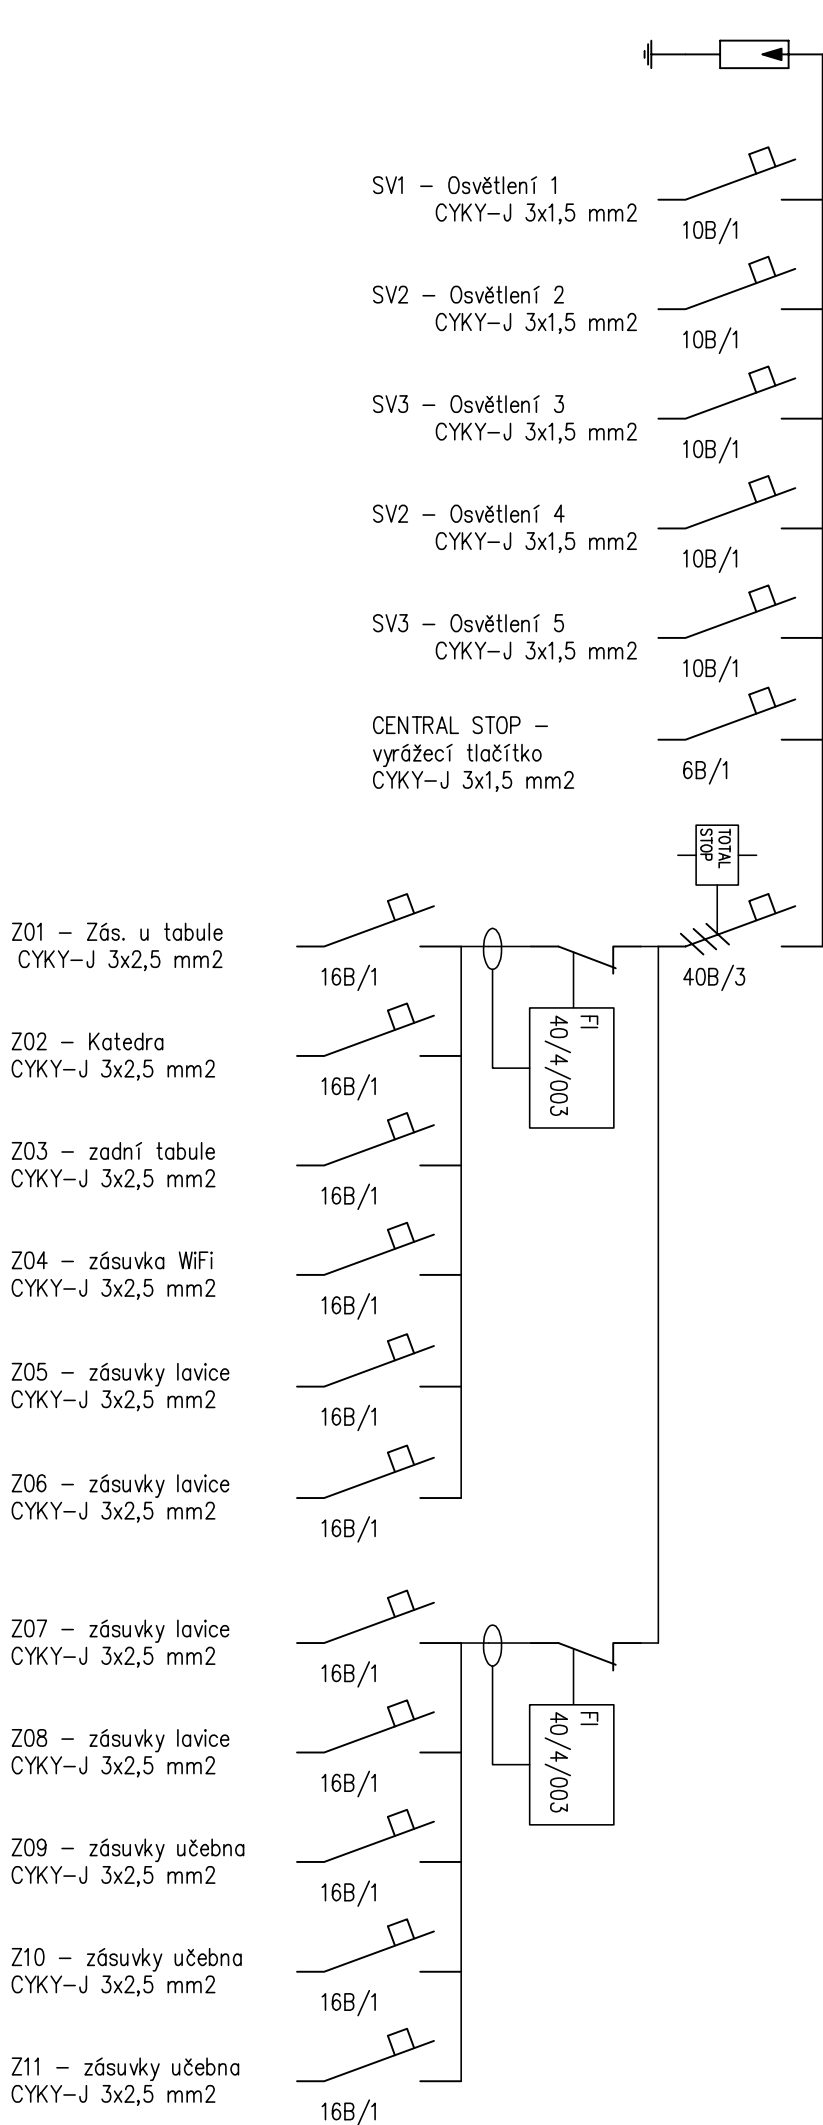 SV1 – Osvětlení 1
CYKY–J 3x1,5 mm2
10B/1
SV2 – Osvětlení 2
CYKY–J 3x1,5 mm2
10B/1
SV3 – Osvětlení 3
CYKY–J 3x1,5 mm2
10B/1
SV2 – Osvětlení 4
CYKY–J 3x1,5 mm2
10B/1
SV3 – Osvětlení 5
CYKY–J 3x1,5 mm2
10B/1
CENTRAL STOP –
vyrážecí tlačítko
CYKY–J 3x1,5 mm2
6B/1
TOTAL
STOP
40B/3
Z01 – Zás. u tabule
CYKY–J 3x2,5 mm2
16B/1
FI
40/4/003
Z02 – Katedra
CYKY–J 3x2,5 mm2
16B/1
Z03 – zadní tabule
CYKY–J 3x2,5 mm2
16B/1
Z04 – zásuvka WiFi
CYKY–J 3x2,5 mm2
16B/1
Z05 – zásuvky lavice
CYKY–J 3x2,5 mm2
16B/1
Z06 – zásuvky lavice
CYKY–J 3x2,5 mm2
16B/1
Z07 – zásuvky lavice
CYKY–J 3x2,5 mm2
16B/1
FI
40/4/003
Z08 – zásuvky lavice
CYKY–J 3x2,5 mm2
16B/1
Z09 – zásuvky učebna
CYKY–J 3x2,5 mm2
16B/1
Z10 – zásuvky učebna
CYKY–J 3x2,5 mm2
16B/1
Z11 – zásuvky učebna
CYKY–J 3x2,5 mm2
16B/1